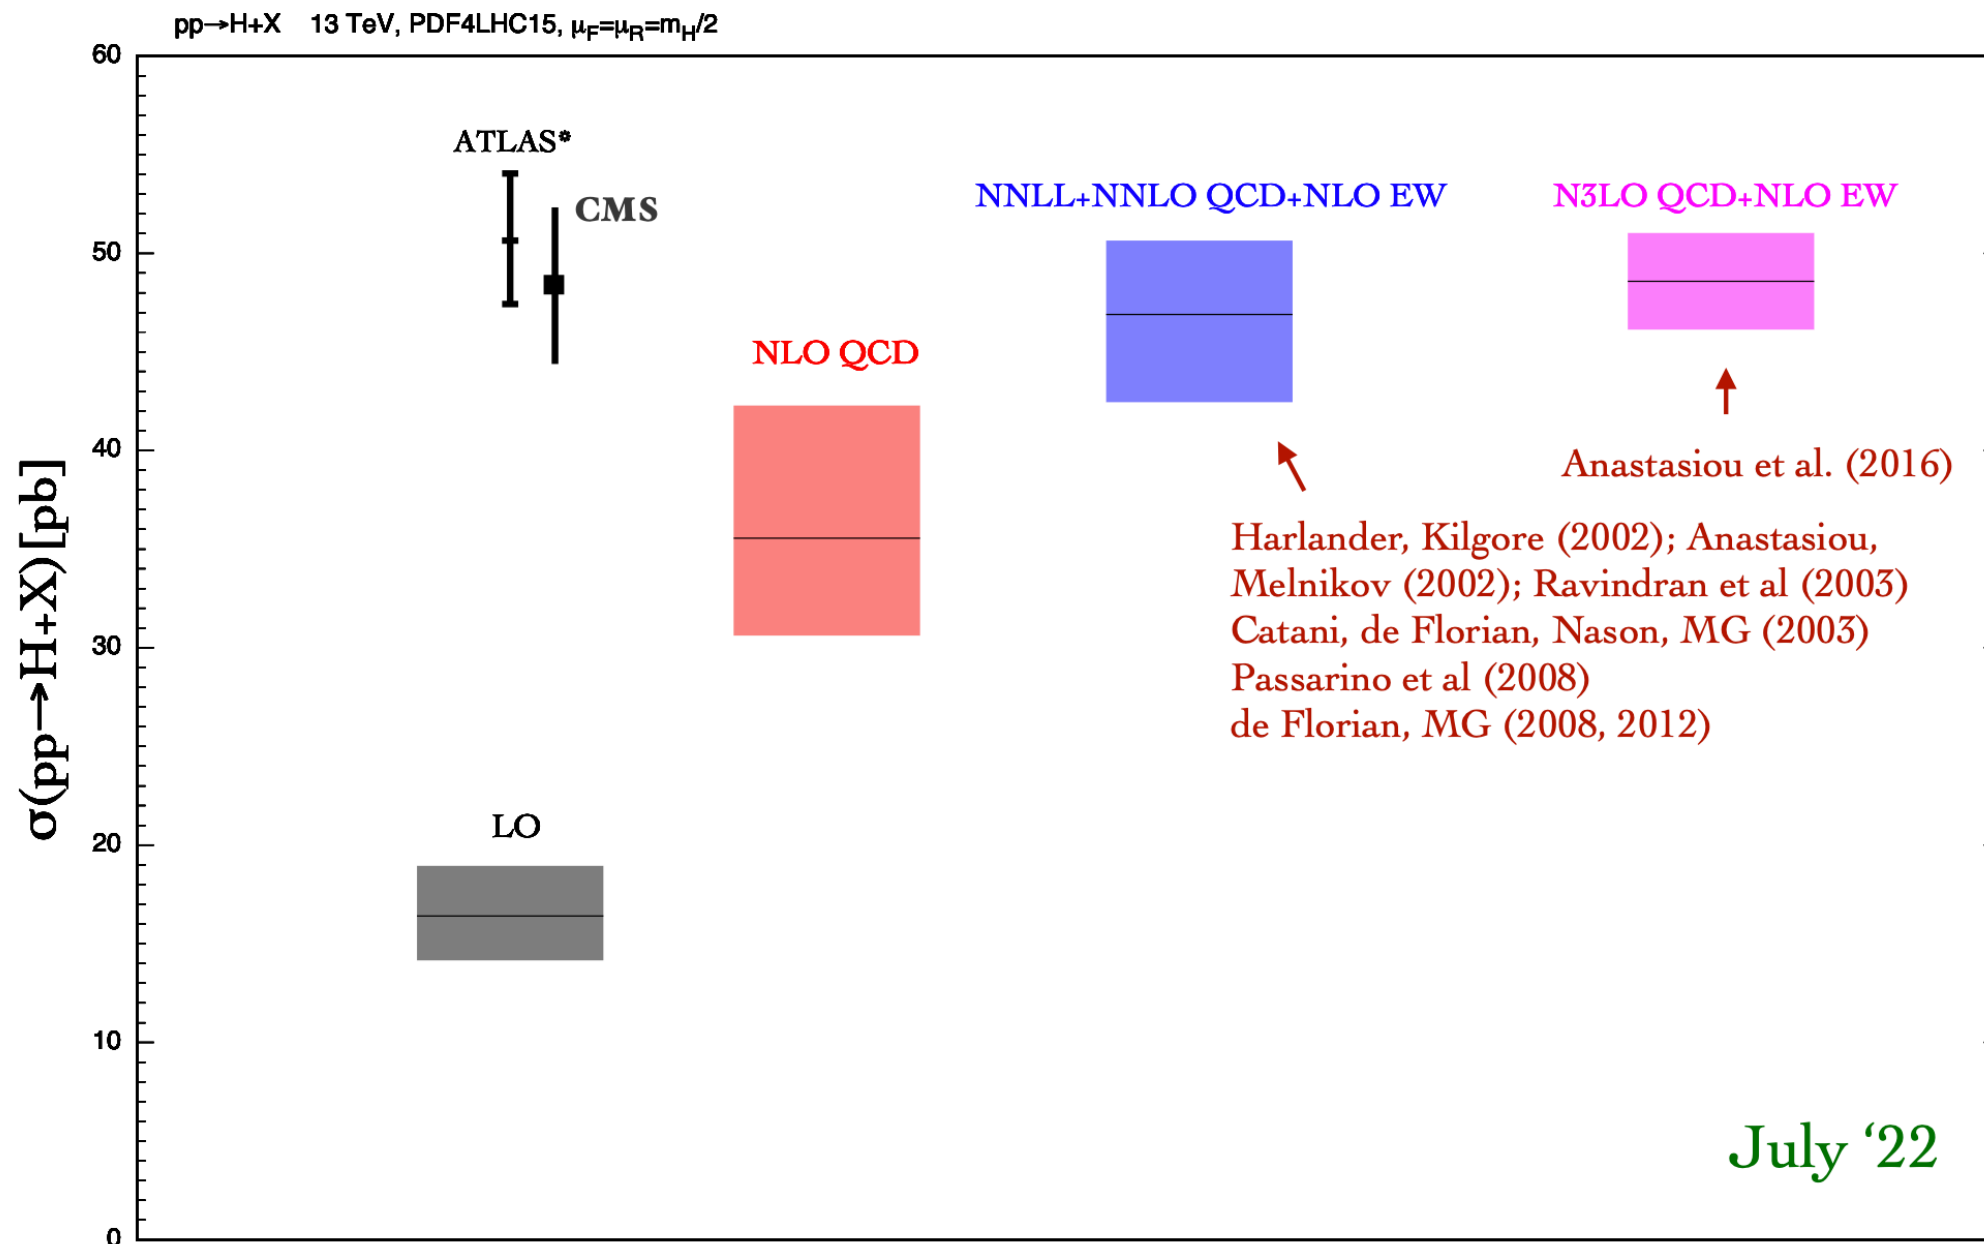 pp→H+X 13 TeV, PDF4LHC15, μF=μR=mH/2
60
50
40
30
20
10
0
σ(pp→H+X)[pb]
ATLAS*
CMS
LO
NLO QCD
NNLL+NNLO QCD+NLO EW
N3LO QCD+NLO EW
Anastasiou et al. (2016)
Harlander, Kilgore (2002); Anastasiou,
Melnikov (2002); Ravindran et al (2003)
Catani, de Florian, Nason, MG (2003)
Passarino et al (2008)
de Florian, MG (2008, 2012)
July ‘22